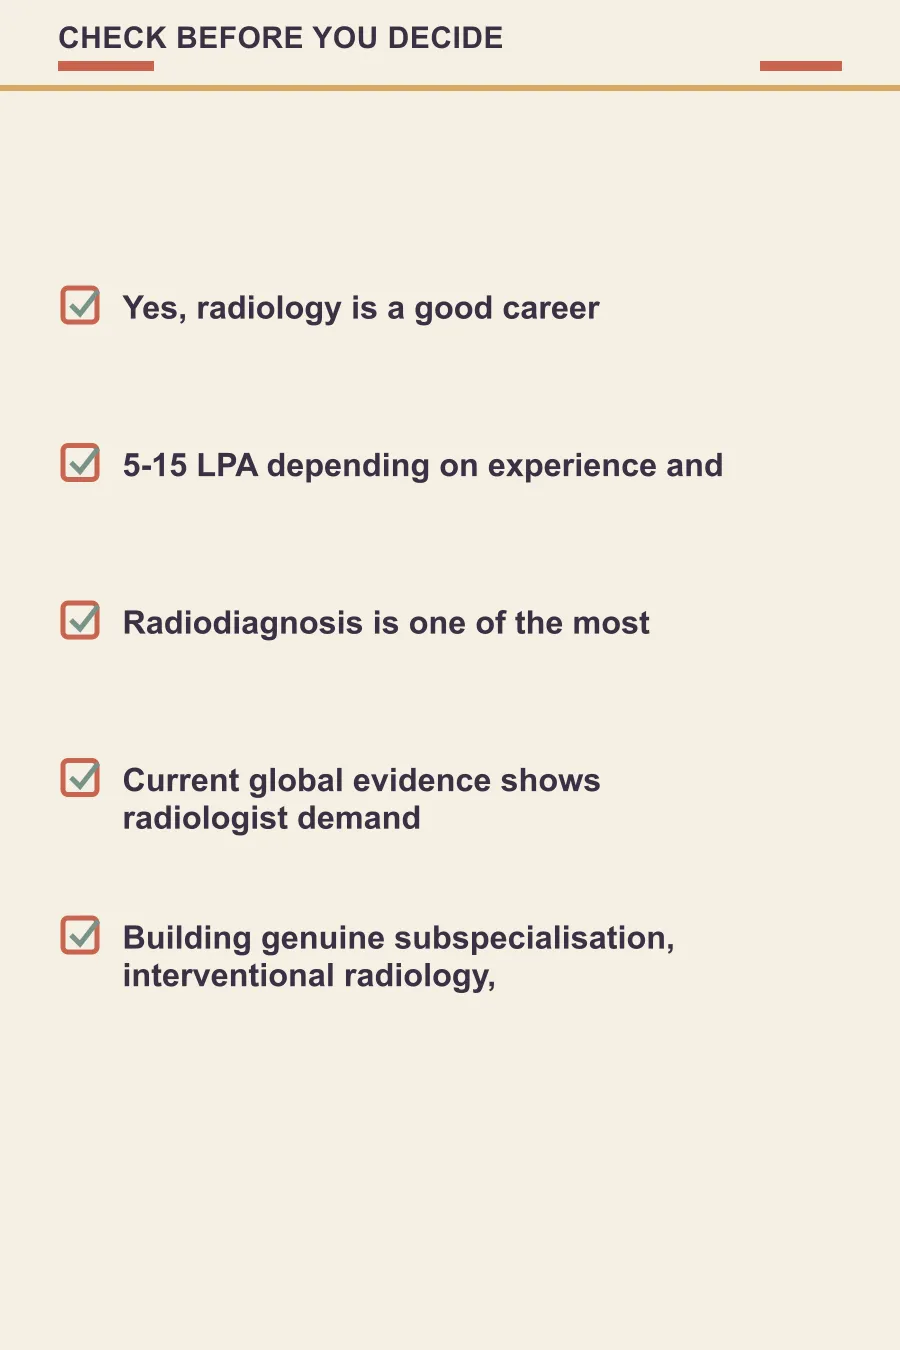 CHECK BEFORE YOU DECIDE
Yes, radiology is a good career
5-15 LPA depending on experience and
Radiodiagnosis is one of the most
Current global evidence shows
radiologist demand
Building genuine subspecialisation,
interventional radiology,